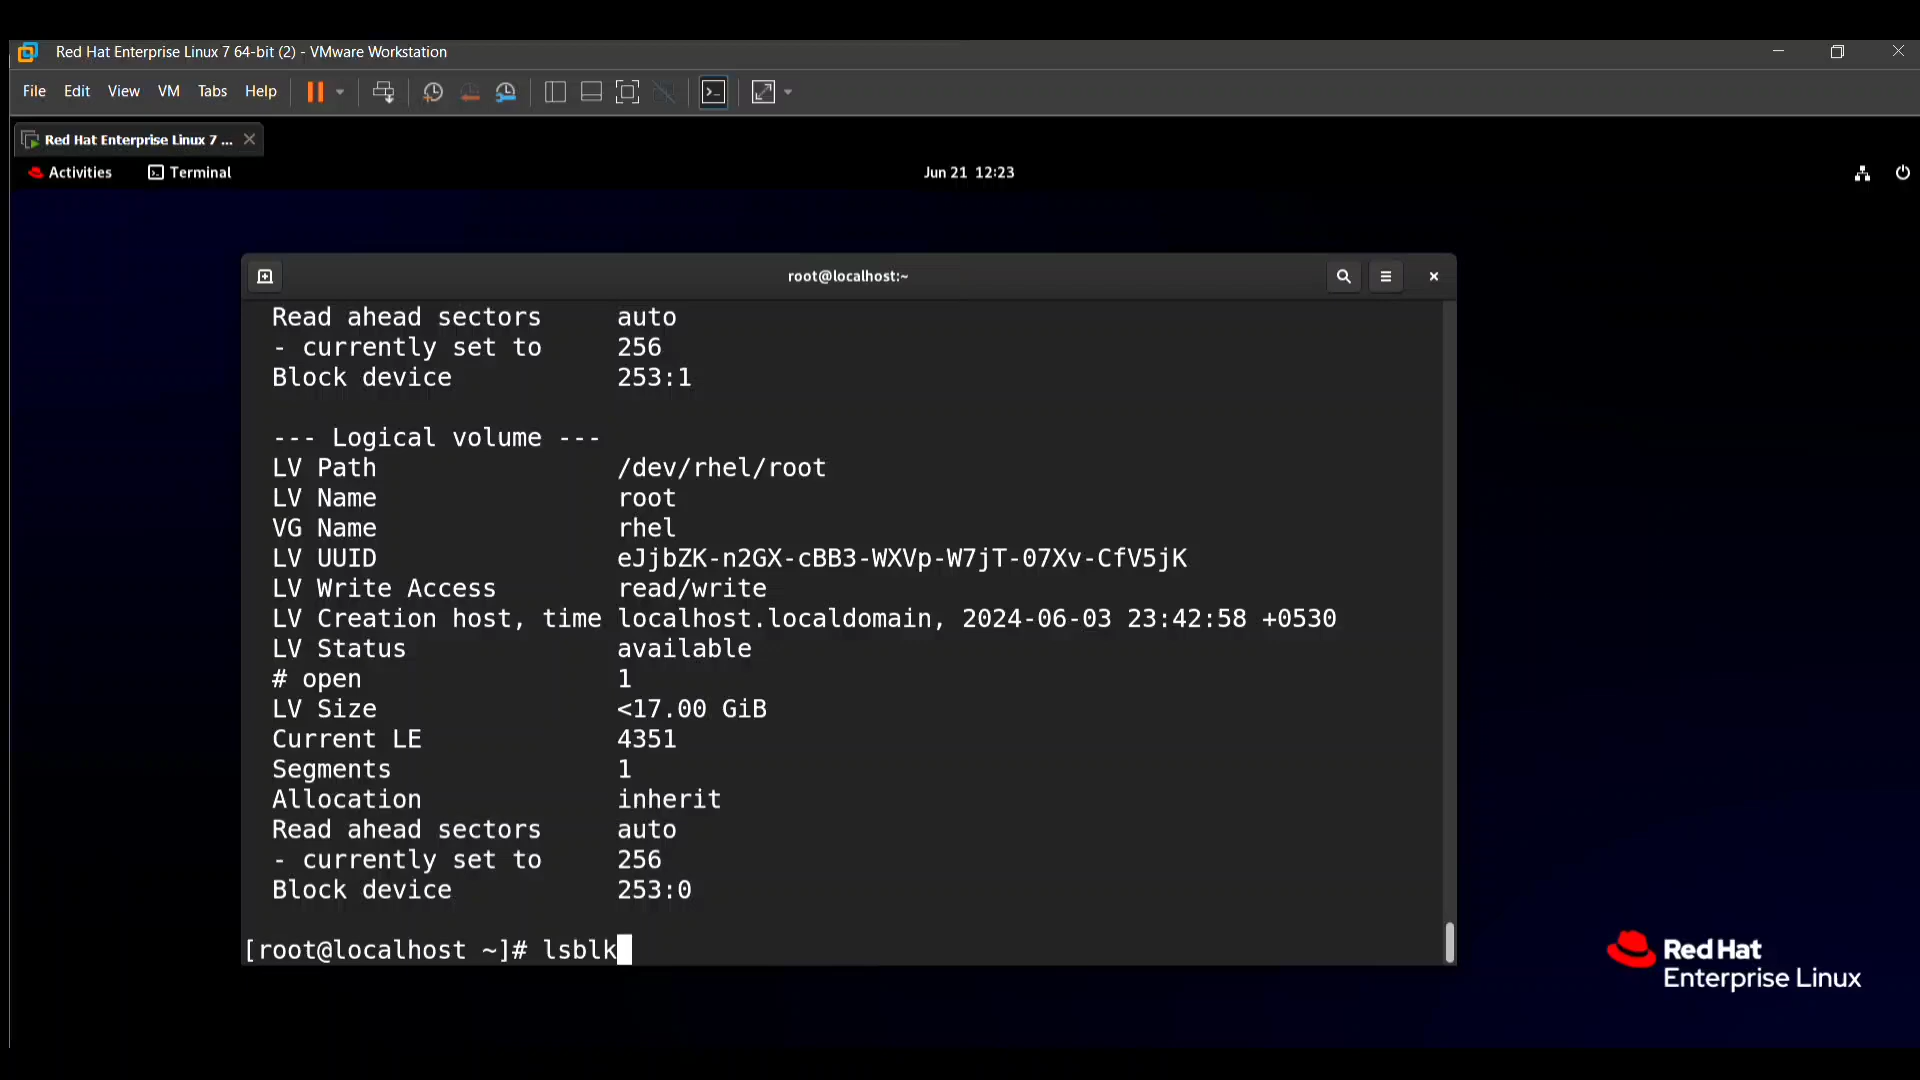 Red Hat Enterprise Linux 7 64-bit (2) - VMware Workstation
File Edit View VM Tabs Help
Red Hat Enterprise Linux 7 ...
Activities Terminal Jun 21 12:23
root@localhost:~
Read ahead sectors auto
- currently set to 256
Block device 253:1
--- Logical volume ---
LV Path /dev/rhel/root
LV Name root
VG Name rhel
LV UUID eJjbZK-n2GX-cBB3-WXVp-W7jT-07Xv-CfV5jK
LV Write Access read/write
LV Creation host, time localhost.localdomain, 2024-06-03 23:42:58 +0530
LV Status available
# open 1
LV Size <17.00 GiB
Current LE 4351
Segments 1
Allocation inherit
Read ahead sectors auto
- currently set to 256
Block device 253:0
[root@localhost ~]# lsblk
Red Hat
Enterprise Linux